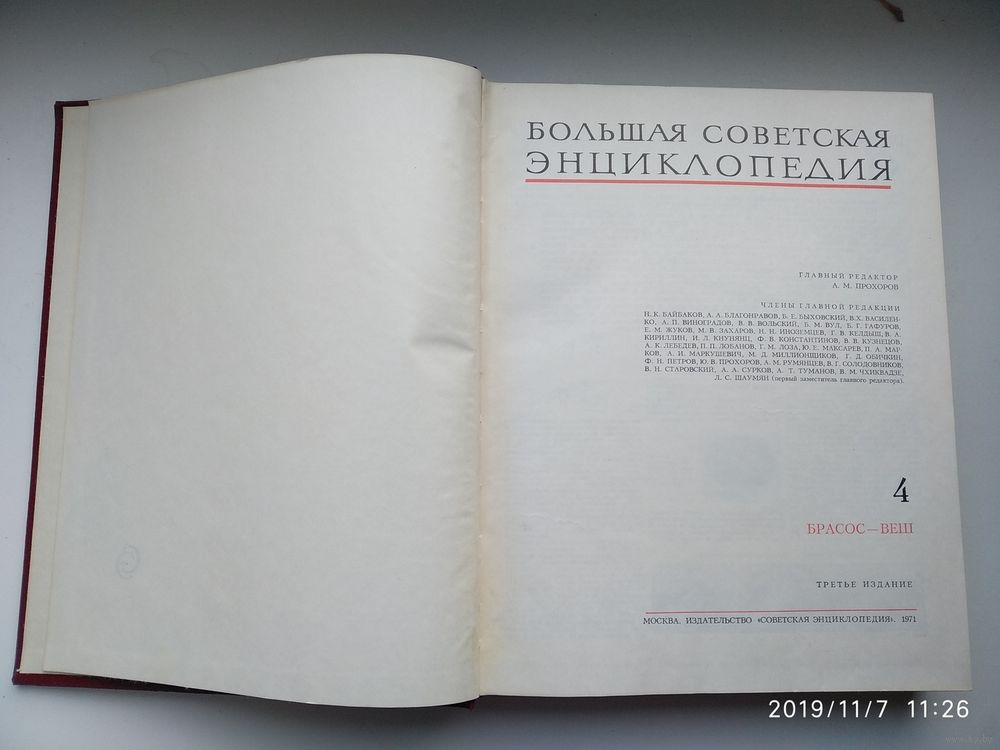 БОЛЬШАЯ СОВЕТСКАЯ
ЭНЦИКЛОПЕДИЯ
ГЛАВНЫЙ РЕДАКТОР
А. М. ПРОХОРОВ
ЧЛЕНЫ ГЛАВНОЙ РЕДАКЦИИ
Н. К. БАЙБАКОВ, А. А. БЛАГОНРАВОВ, Б. Е. БЫХОВСКИЙ, В. Х. ВАСИЛЕН-
КО, А. П. ВИНОГРАДОВ, В. В. ВОЛЬСКИЙ, Б. М. ВУЛ, Б. Г. ГАФУРОВ,
Е. М. ЖУКОВ, М. В. ЗАХАРОВ, Н. Н. ИНОЗЕМЦЕВ, Г. В. КЕЛДЫШ, В. А.
КИРИЛЛИН, И. Л. КНУНЯНЦ, Ф. В. КОНСТАНТИНОВ, В. В. КУЗНЕЦОВ,
А. К. ЛЕБЕДЕВ, П. П. ЛОБАНОВ, Г. М. ЛОЗА, Ю. Е. МАКСАРЕВ, П. А. МАР-
КОВ, А. И. МАРКУШЕВИЧ, М. Д. МИЛЛИОНЩИКОВ, Г. Д. ОБИЧКИН,
Ф. Н. ПЕТРОВ, Ю. В. ПРОХОРОВ, А. М. РУМЯНЦЕВ, В. Г. СОЛОДОВНИКОВ,
В. Н. СТАРОВСКИЙ, А. А. СУРКОВ, А. Т. ТУМАНОВ, В. М. ЧХИКВАДЗЕ,
Л. С. ШАУМЯН (первый заместитель главного редактора).
4
БРАСОС—ВЕШ
ТРЕТЬЕ ИЗДАНИЕ
МОСКВА. ИЗДАТЕЛЬСТВО «СОВЕТСКАЯ ЭНЦИКЛОПЕДИЯ». 1971
2019/11/7 11:26